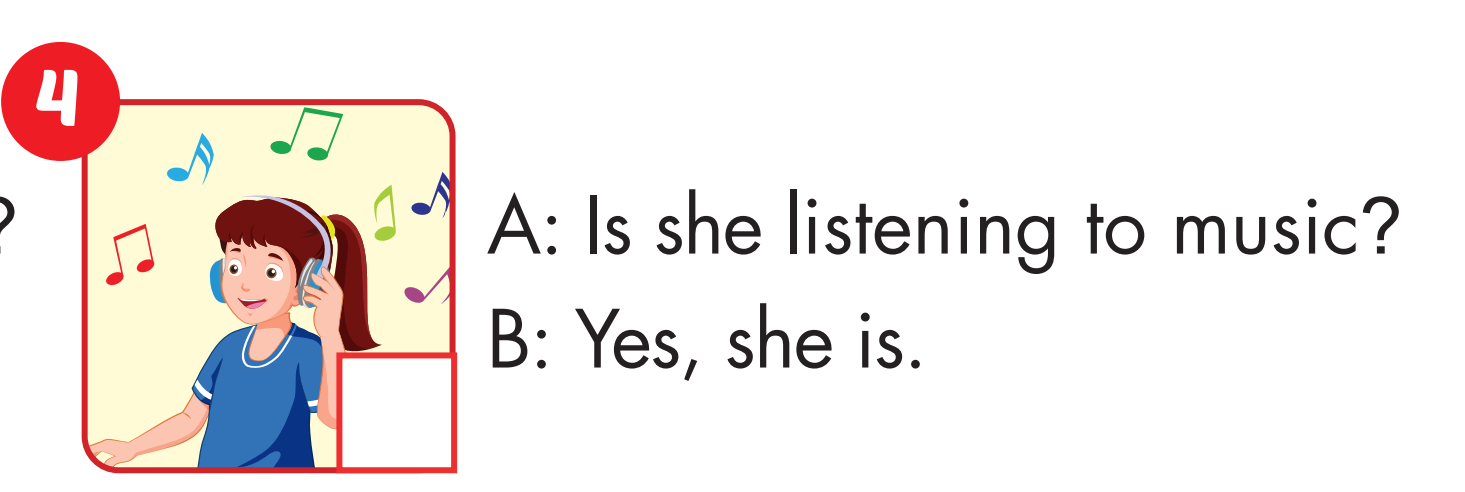 4
?
A: Is she listening to music?
B: Yes, she is.